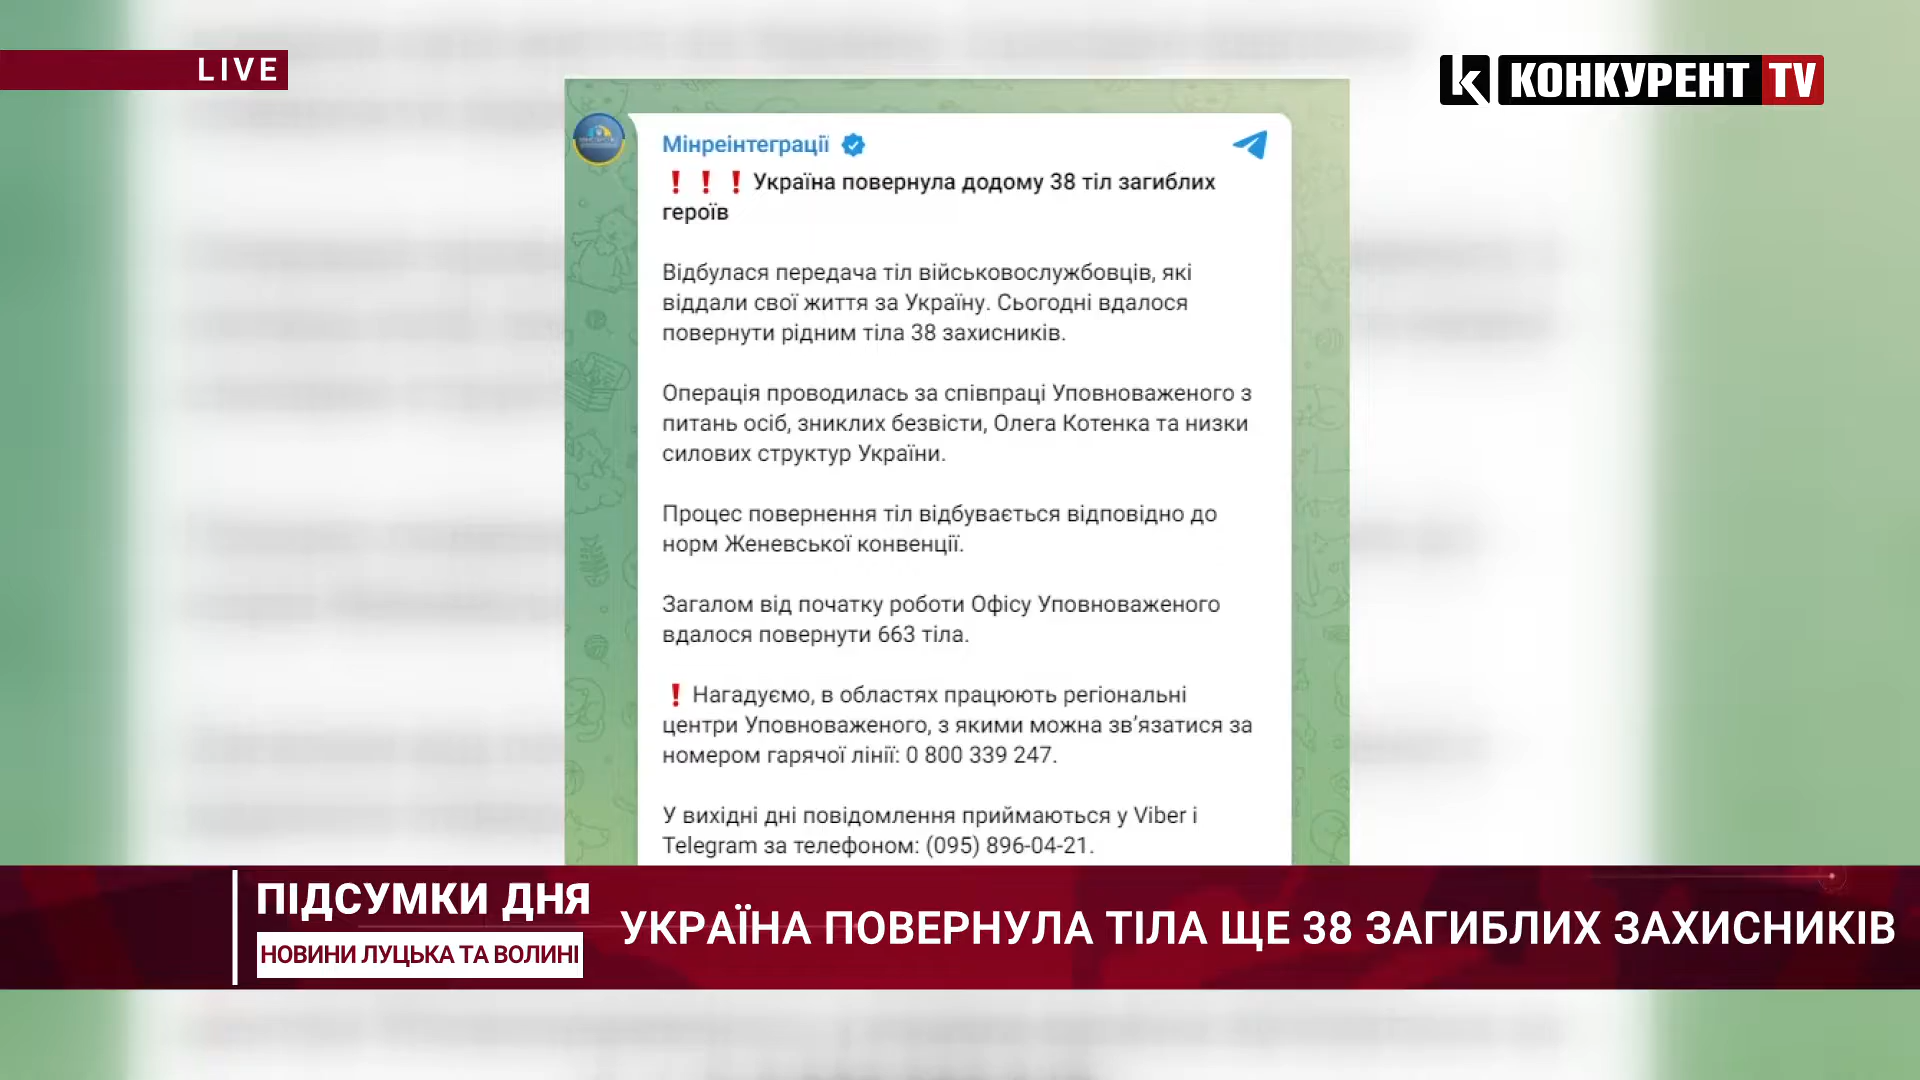 LIVE
k КОНКУРЕНТ TV
Мінреінтеграції
❗❗❗ Україна повернула додому 38 тіл загиблих
героїв
Відбулася передача тіл військовослужбовців, які
віддали свої життя за Україну. Сьогодні вдалося
повернути рідним тіла 38 захисників.
Операція проводилась за співпраці Уповноваженого з
питань осіб, зниклих безвісти, Олега Котенка та низки
силових структур України.
Процес повернення тіл відбувається відповідно до
норм Женевської конвенції.
Загалом від початку роботи Офісу Уповноваженого
вдалося повернути 663 тіла.
❗ Нагадуємо, в областях працюють регіональні
центри Уповноваженого, з якими можна зв’язатися за
номером гарячої лінії: 0 800 339 247.
У вихідні дні повідомлення приймаються у Viber і
Telegram за телефоном: (095) 896-04-21.
ПІДСУМКИ ДНЯ
НОВИНИ ЛУЦЬКА ТА ВОЛИНІ
УКРАЇНА ПОВЕРНУЛА ТІЛА ЩЕ 38 ЗАГИБЛИХ ЗАХИСНИКІВ